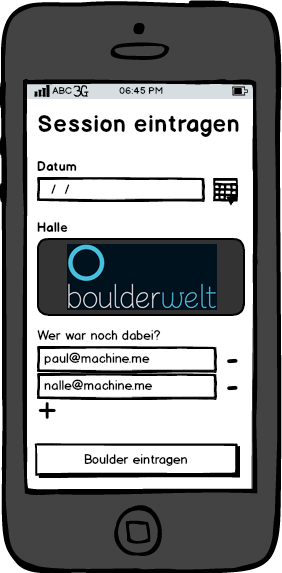 ABC 3G 06:45 PM
Session eintragen
Datum
/ /
Halle
boulderwelt
Wer war noch dabei?
paul@machine.me
-
nalle@machine.me
-
+
Boulder eintragen